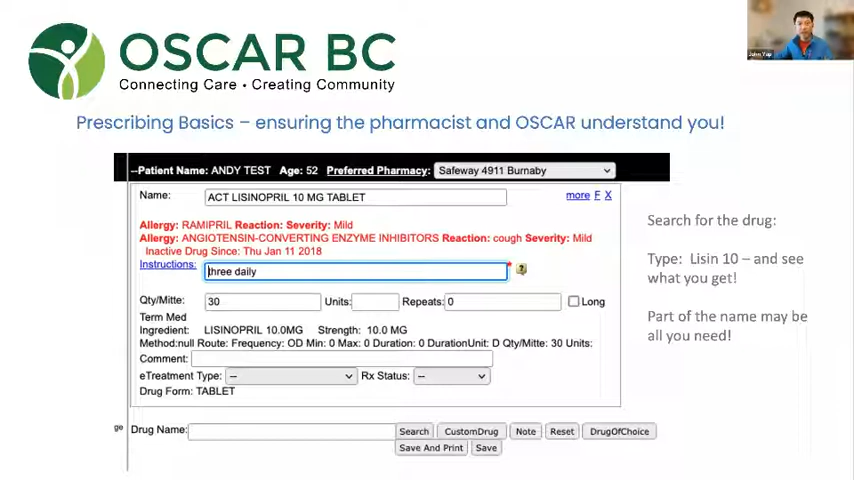 OSCAR BC
Connecting Care • Creating Community
John Yap
Prescribing Basics – ensuring the pharmacist and OSCAR understand you!
--Patient Name: ANDY TEST Age: 52 Preferred Pharmacy: Safeway 4911 Burnaby
Name: ACT LISINOPRIL 10 MG TABLET more F X
Allergy: RAMIPRIL Reaction: Severity: Mild
Allergy: ANGIOTENSIN-CONVERTING ENZYME INHIBITORS Reaction: cough Severity: Mild
Inactive Drug Since: Thu Jan 11 2018
Instructions: three daily * ?
Qty/Mitte: 30 Units: Repeats: 0 Long
Term Med
Ingredient: LISINOPRIL 10.0MG Strength: 10.0 MG
Method:null Route: Frequency: OD Min: 0 Max: 0 Duration: 0 DurationUnit: D Qty/Mitte: 30 Units:
Comment:
eTreatment Type: -- Rx Status: --
Drug Form: TABLET
ge Drug Name: Search CustomDrug Note Reset DrugOfChoice
Save And Print Save
Search for the drug:
Type: Lisin 10 – and see
what you get!
Part of the name may be
all you need!